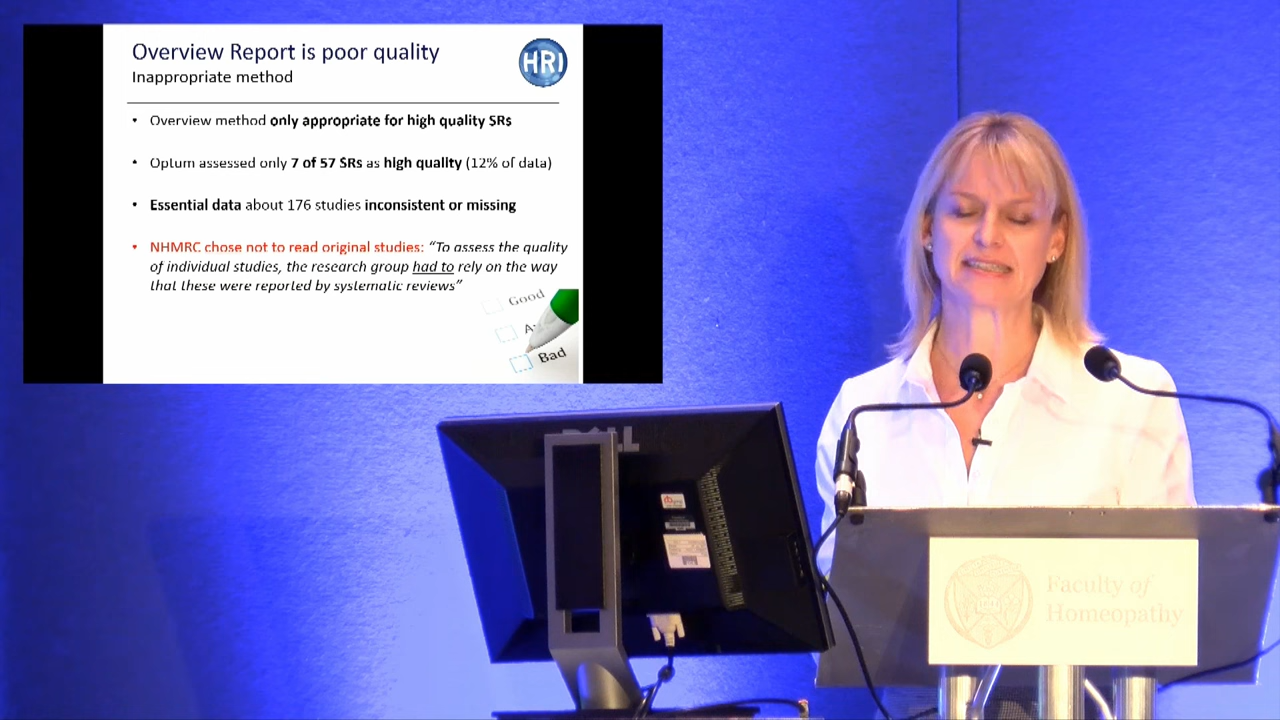 Overview Report is poor quality
HRI
Inappropriate method
• Overview method only appropriate for high quality SRs
• Optum assessed only 7 of 57 SRs as high quality (12% of data)
• Essential data about 176 studies inconsistent or missing
• NHMRC chose not to read original studies: “To assess the quality
of individual studies, the research group had to rely on the way
that these were reported by systematic reviews”
Good
Bad
DELL
Faculty of
Homeopathy